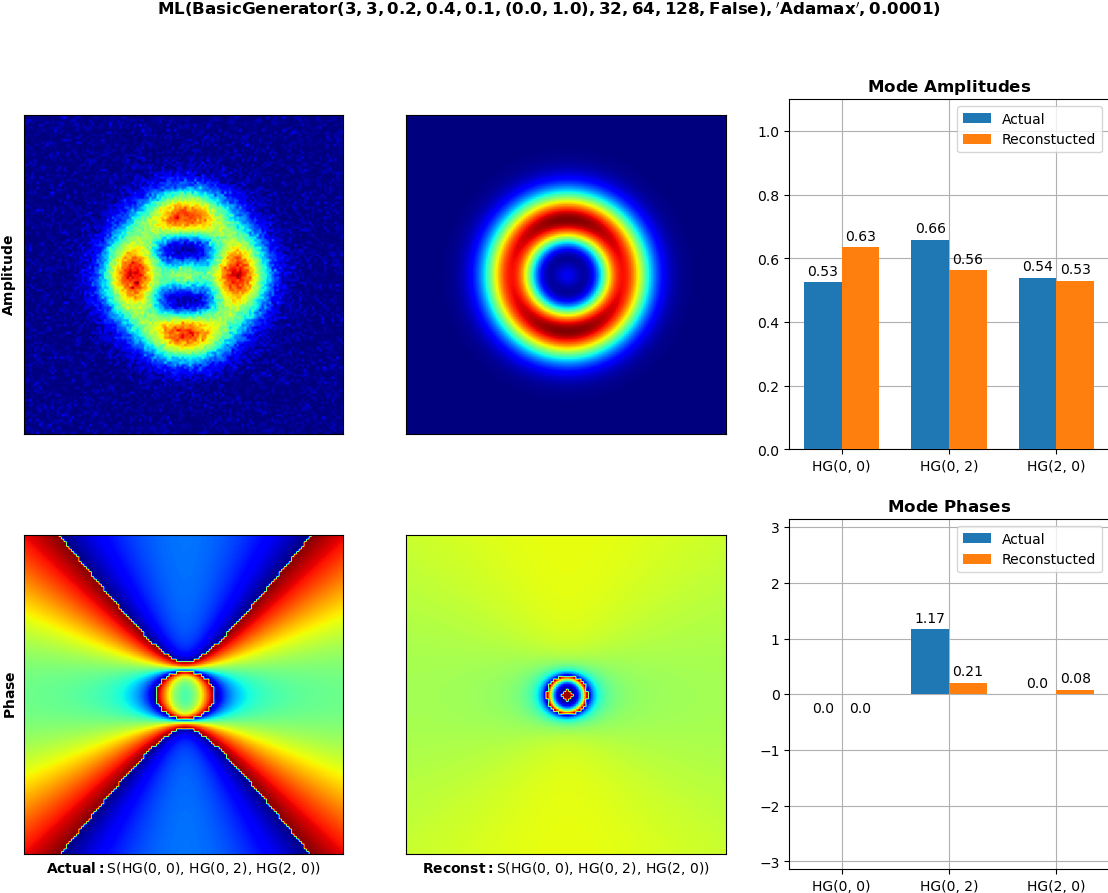 ML(BasicGenerator(3, 3, 0.2, 0.4, 0.1, (0.0, 1.0), 32, 64, 128, False), ′Adamax′, 0.0001)
Mode Amplitudes
Amplitude
Actual
Reconstucted
1.0
0.8
0.6
0.4
0.2
0.0
0.53
0.63
0.66
0.56
0.54
0.53
HG(0, 0)
HG(0, 2)
HG(2, 0)
Mode Phases
Phase
Actual
Reconstucted
3
2
1
0
−1
−2
−3
0.0
0.0
1.17
0.21
0.0
0.08
HG(0, 0)
HG(0, 2)
HG(2, 0)
Actual: S(HG(0, 0), HG(0, 2), HG(2, 0))
Reconst: S(HG(0, 0), HG(0, 2), HG(2, 0))